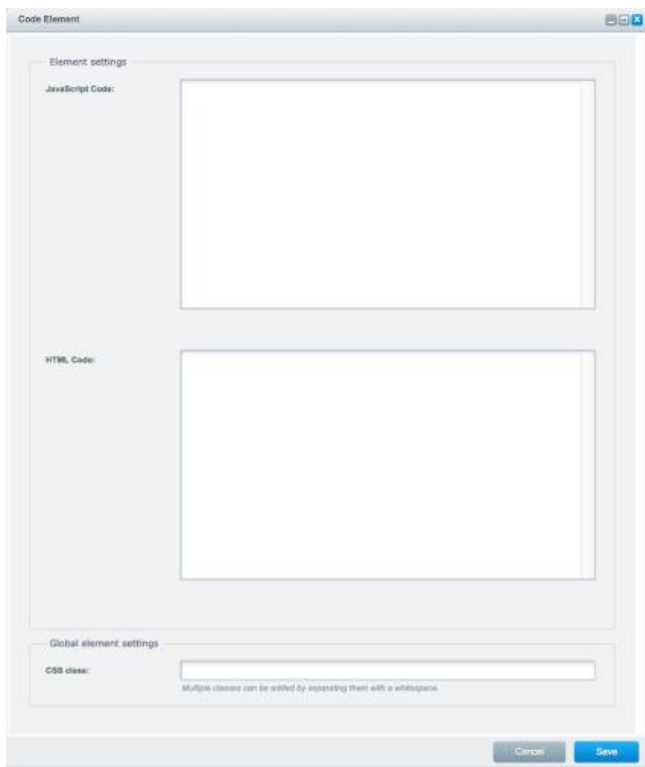 Code Element
Element settings
JavaScript Code:
HTML Code:
Global element settings
CSS class:
Multiple classes can be added by separating them with a whitespace.
Cancel
Save